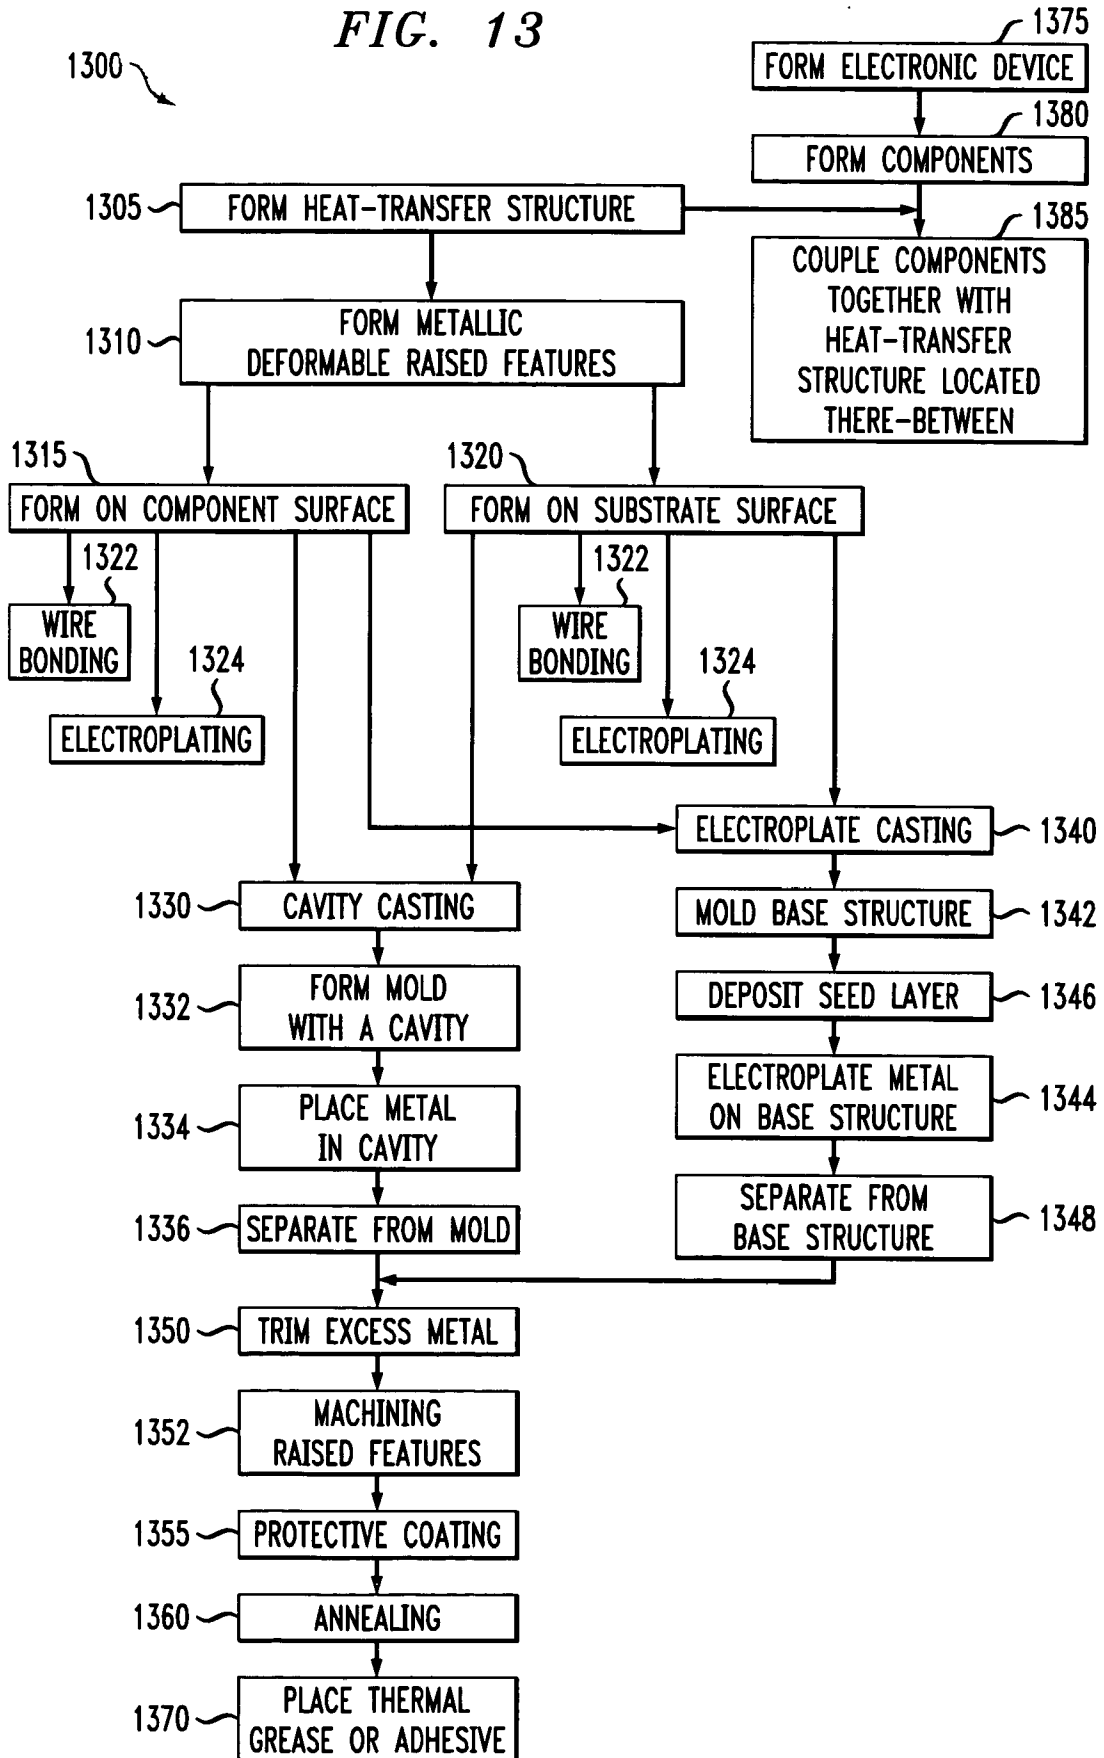 FIG. 13
1300
1375
FORM ELECTRONIC DEVICE
1380
FORM COMPONENTS
1305
FORM HEAT-TRANSFER STRUCTURE
1385
COUPLE COMPONENTS
TOGETHER WITH
HEAT-TRANSFER
STRUCTURE LOCATED
THERE-BETWEEN
1310
FORM METALLIC
DEFORMABLE RAISED FEATURES
1315
FORM ON COMPONENT SURFACE
1320
FORM ON SUBSTRATE SURFACE
1322
WIRE
BONDING
1324
ELECTROPLATING
1322
WIRE
BONDING
1324
ELECTROPLATING
ELECTROPLATE CASTING
1340
1330
CAVITY CASTING
MOLD BASE STRUCTURE
1342
1332
FORM MOLD
WITH A CAVITY
DEPOSIT SEED LAYER
1346
1334
PLACE METAL
IN CAVITY
ELECTROPLATE METAL
ON BASE STRUCTURE
1344
1336
SEPARATE FROM MOLD
SEPARATE FROM
BASE STRUCTURE
1348
1350
TRIM EXCESS METAL
1352
MACHINING
RAISED FEATURES
1355
PROTECTIVE COATING
1360
ANNEALING
1370
PLACE THERMAL
GREASE OR ADHESIVE